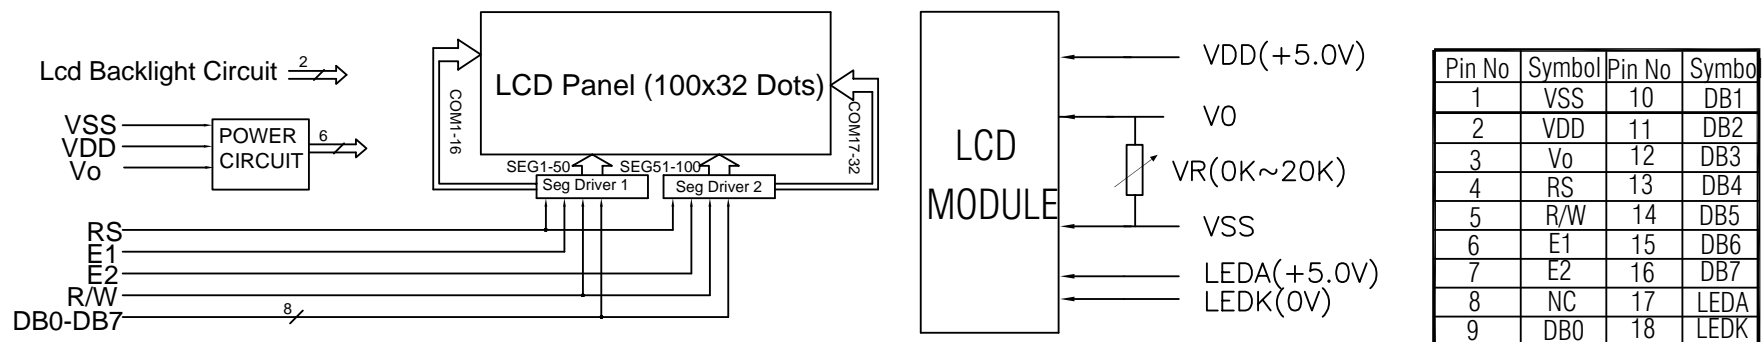 Lcd Backlight Circuit 2
VSS
VDD
Vo
POWER
CIRCUIT
6
LCD Panel (100x32 Dots)
COM1-16
COM17-32
SEG1-50
SEG51-100
Seg Driver 1
Seg Driver 2
RS
E1
E2
R/W
DB0-DB7
8
LCD
MODULE
VDD(+5.0V)
V0
VR(0K~20K)
VSS
LEDA(+5.0V)
LEDK(0V)
Pin No Symbol Pin No Symbol
1 VSS 10 DB1
2 VDD 11 DB2
3 Vo 12 DB3
4 RS 13 DB4
5 R/W 14 DB5
6 E1 15 DB6
7 E2 16 DB7
8 NC 17 LEDA
9 DB0 18 LEDK